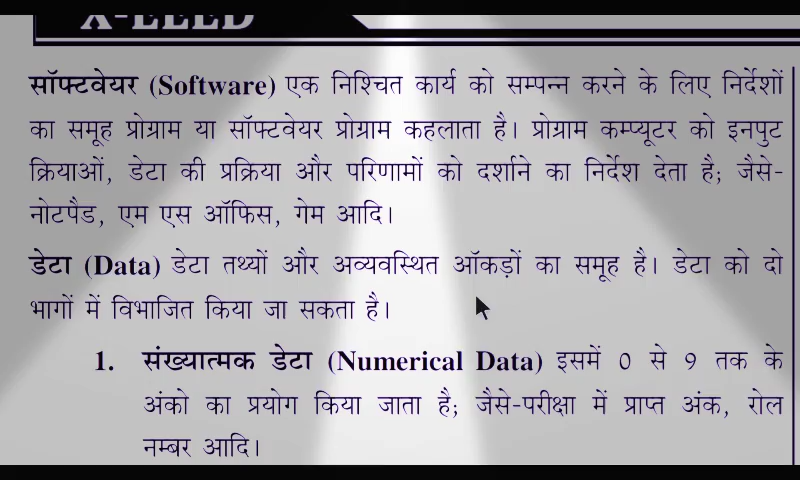 सॉफ्टवेयर (Software) एक निश्चित कार्य को सम्पन्न करने के लिए निर्देशों
का समूह प्रोग्राम या सॉफ्टवेयर प्रोग्राम कहलाता है। प्रोग्राम कम्प्यूटर को इनपुट
क्रियाओं, डेटा की प्रक्रिया और परिणामों को दर्शाने का निर्देश देता है; जैसे-
नोटपैड, एम एस ऑफिस, गेम आदि।
डेटा (Data) डेटा तथ्यों और अव्यवस्थित ऑकड़ों का समूह है। डेटा को दो
भागों में विभाजित किया जा सकता है।
1. संख्यात्मक डेटा (Numerical Data) इसमें 0 से 9 तक के
अंको का प्रयोग किया जाता है; जैसे-परीक्षा में प्राप्त अंक, रोल
नम्बर आदि।